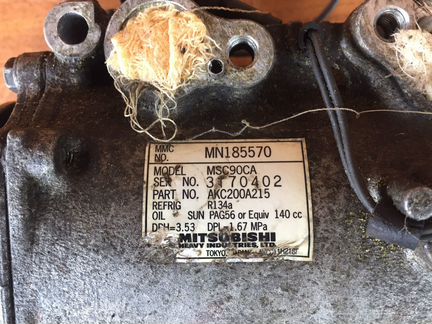 MMC NO. MN185570
MODEL MSC90CA
SER NO. 3170402
PART NO. AKC200A215
REFRIG R134a
OIL SUN PAG56 or Equiv 140 cc
DPH=3.53 DPL=1.67 MPa
MITSUBISHI
HEAVY INDUSTRIES, LTD
TOKYO, JAPAN